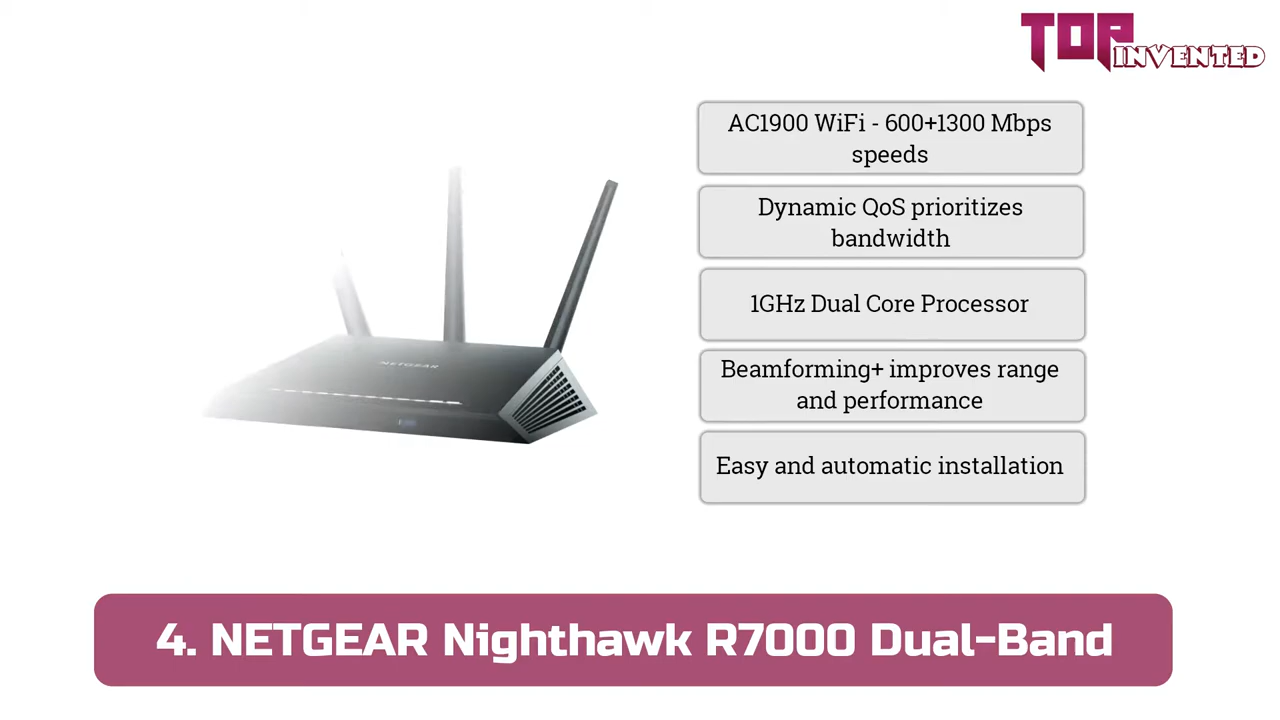 TOP
INVENTED
AC1900 WiFi - 600+1300 Mbps
speeds
Dynamic QoS prioritizes
bandwidth
1GHz Dual Core Processor
Beamforming+ improves range
and performance
Easy and automatic installation
NETGEAR
4. NETGEAR Nighthawk R7000 Dual-Band